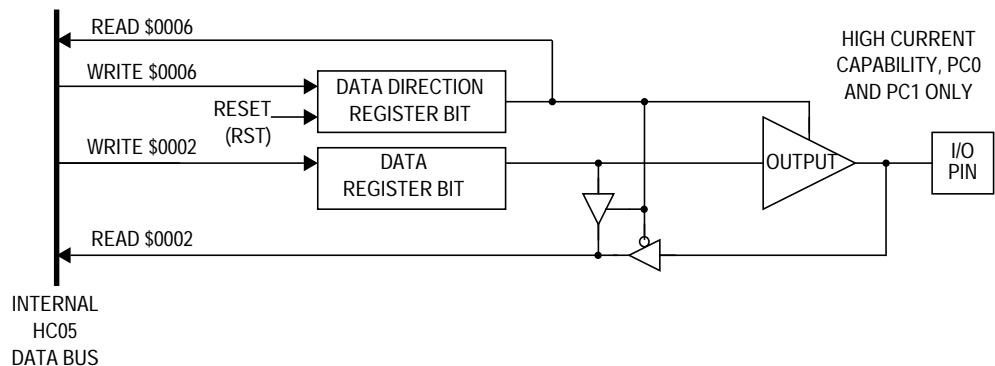 READ $0006
WRITE $0006
RESET
(RST)
WRITE $0002
READ $0002
DATA DIRECTION
REGISTER BIT
DATA
REGISTER BIT
OUTPUT
HIGH CURRENT
CAPABILITY, PC0
AND PC1 ONLY
I/O
PIN
INTERNAL
HC05
DATA BUS